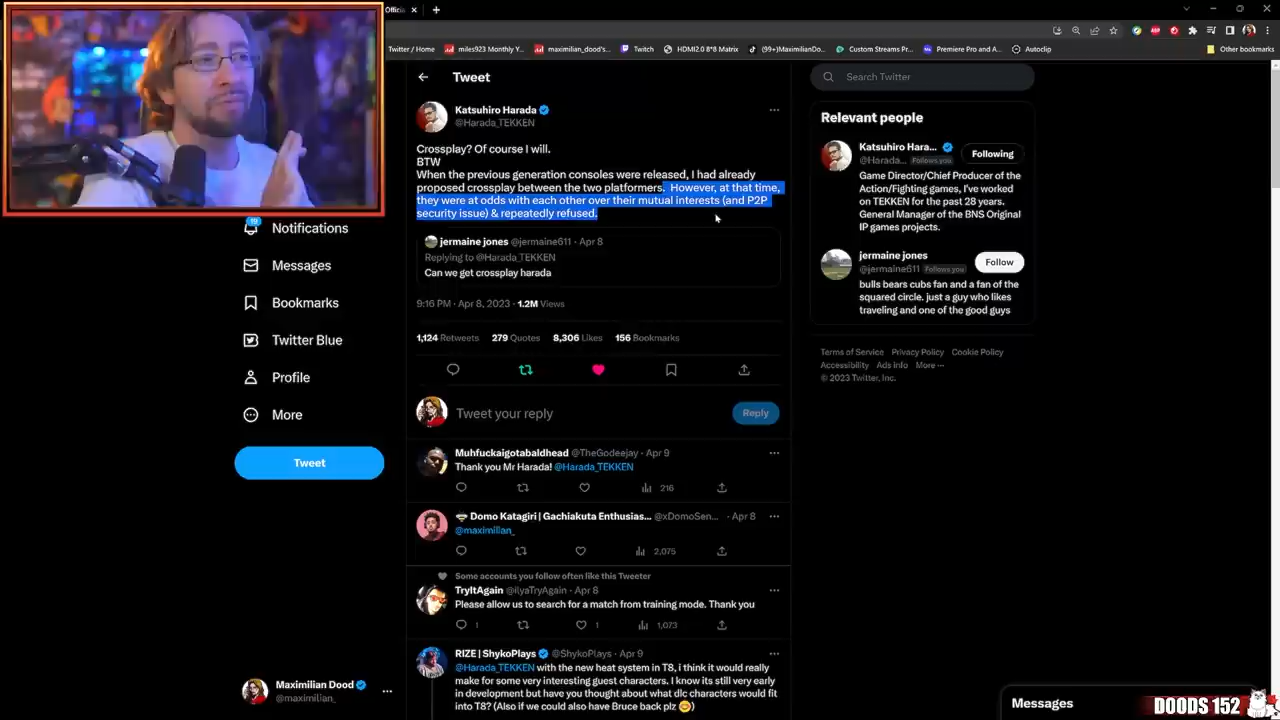 Officia
Twitter / Home
miles923 Monthly Y...
maximilian_dood's...
Twitch
HDMI2.0 8*8 Matrix
(99+)MaximilianDo...
Custom Streams Pr...
Premiere Pro and A...
Autoclip
Other bookmarks
Tweet
Search Twitter
Katsuhiro Harada
@Harada_TEKKEN
Crossplay? Of course I will.
BTW
When the previous generation consoles were released, I had already
proposed crossplay between the two platformers. However, at that time,
they were at odds with each other over their mutual interests (and P2P
security issue) & repeatedly refused.
jermaine jones @jermaine611 · Apr 8
Replying to @Harada_TEKKEN
Can we get crossplay harada
9:16 PM · Apr 8, 2023 · 1.2M Views
1,124 Retweets 279 Quotes 8,306 Likes 156 Bookmarks
Tweet your reply
Reply
Muhfuckaigotabaldhead @TheGodeejay · Apr 9
Thank you Mr Harada! @Harada_TEKKEN
216
Domo Katagiri | Gachiakuta Enthusias... @xDomoSen... · Apr 8
@maximilian_
2,075
Some accounts you follow often like this Tweeter
TryItAgain @IlyaTryAgain · Apr 8
Please allow us to search for a match from training mode. Thank you
1 1 1,073
RIZE | ShykoPlays @ShykoPlays · Apr 9
@Harada_TEKKEN with the new heat system in T8, i think it would really
make for some very interesting guest characters. I know its still very early
in development but have you thought about what dlc characters would fit
into T8? (Also if we could also have Bruce back plz 😁)
19
Notifications
Messages
Bookmarks
Twitter Blue
Profile
More
Tweet
Maximilian Dood
@maximilian_
Relevant people
Katsuhiro Hara...
@Harada... Follows you
Following
Game Director/Chief Producer of the
Action/Fighting games, I've worked
on TEKKEN for the past 28 years.
General Manager of the BNS Original
IP games projects.
jermaine jones
@jermaine611 Follows you
Follow
bulls bears cubs fan and a fan of the
squared circle. just a guy who likes
traveling and one of the good guys
Terms of Service Privacy Policy Cookie Policy
Accessibility Ads Info More ···
© 2023 Twitter, Inc.
Messages
DOODS 152